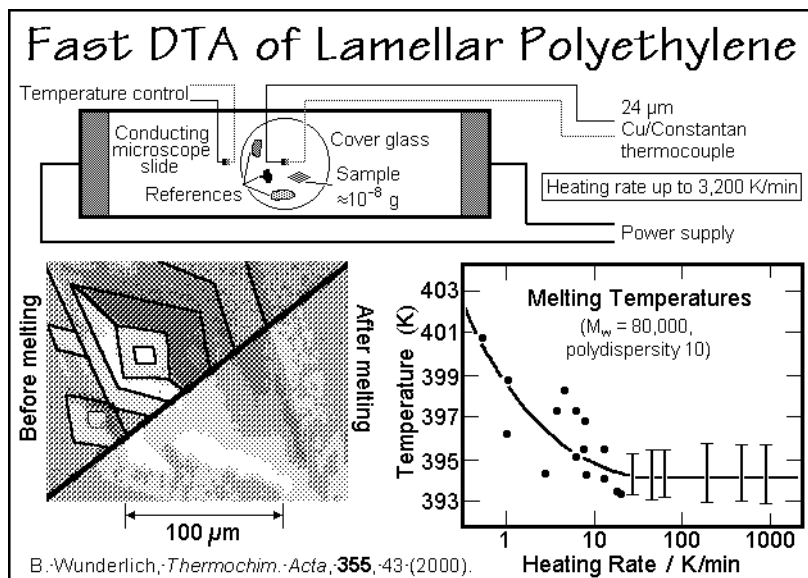 Fast DTA of Lamellar Polyethylene
Temperature control
Conducting
microscope
slide
References
Cover glass
Sample
≈10⁻⁸ g
24 µm
Cu/Constantan
thermocouple
Heating rate up to 3,200 K/min
Power supply
Before melting
After melting
100 µm
Melting Temperatures
(Mw = 80,000,
polydispersity 10)
Temperature (K)
403
401
399
397
395
393
1 10 100 1000
Heating Rate / K/min
B.·Wunderlich,·Thermochim.·Acta,·355,·43·(2000).